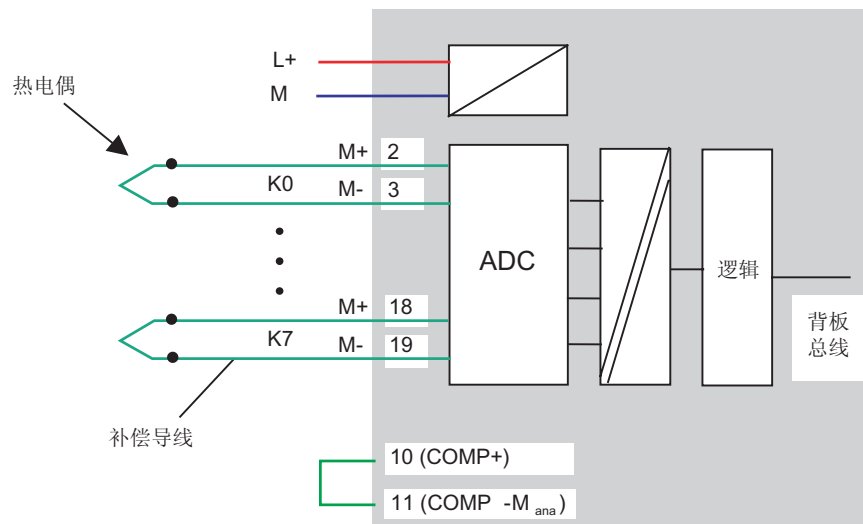 L+
M
热电偶
M+ 2
K0
M- 3
ADC
逻辑
背板
总线
M+ 18
K7
M- 19
补偿导线
10 (COMP+)
11 (COMP -M ana )